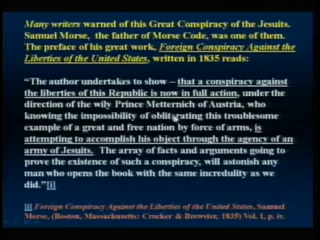 Many writers warned of this Great Conspiracy of the Jesuits.
Samuel Morse,  the father of Morse Code, was one of them.
The preface of his great work, Foreign Conspiracy Against the
Liberties of the United States, written in 1835 reads:
“The author undertakes to show – that a conspiracy against
the liberties of this Republic is now in full action, under the
direction of the wily Prince Metternich of Austria, who
knowing the impossibility of obliterating this troublesome
example of a great and free nation by force of arms, is
attempting to accomplish his object through the agency of an
army of Jesuits.  The array of facts and arguments going to
prove the existence of such a conspiracy, will astonish any
man who opens the book with the same incredulity as we
did.”[i]
[i] Foreign Conspiracy Against the Liberties of the United States, Samuel
Morse, (Boston, Massachusetts: Crocker & Brewster, 1835) Vol. I, p. iv.